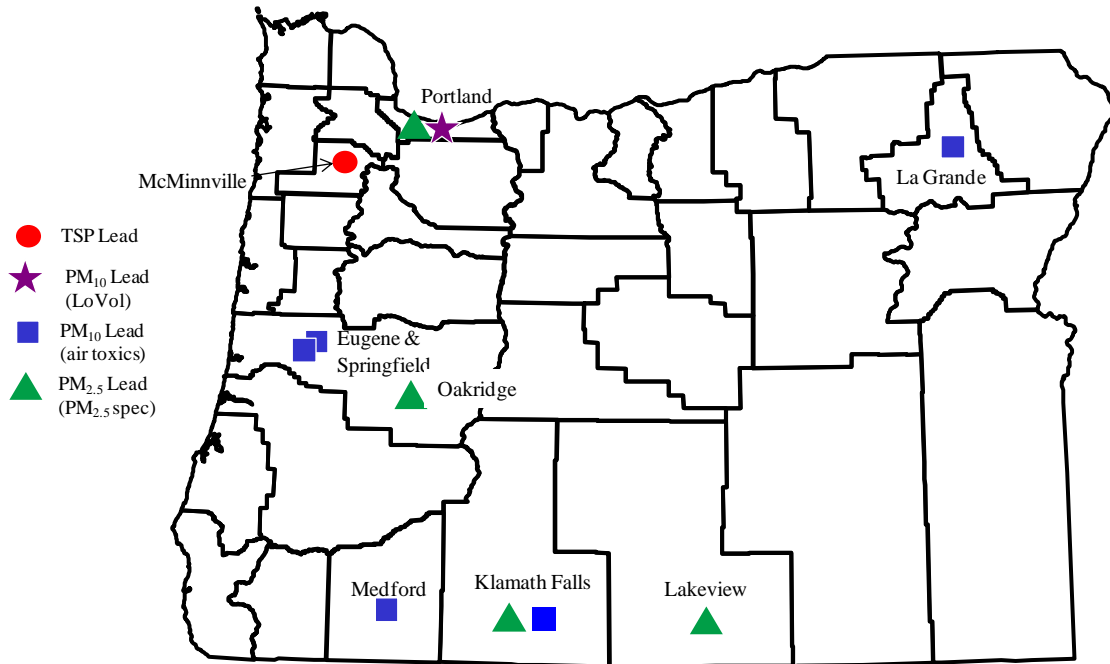 Portland
McMinnville
La Grande
TSP Lead
PM₁₀ Lead
(LoVol)
PM₁₀ Lead
(air toxics)
PM₂.₅ Lead
(PM₂.₅ spec)
Eugene &
Springfield
Oakridge
Medford
Klamath Falls
Lakeview